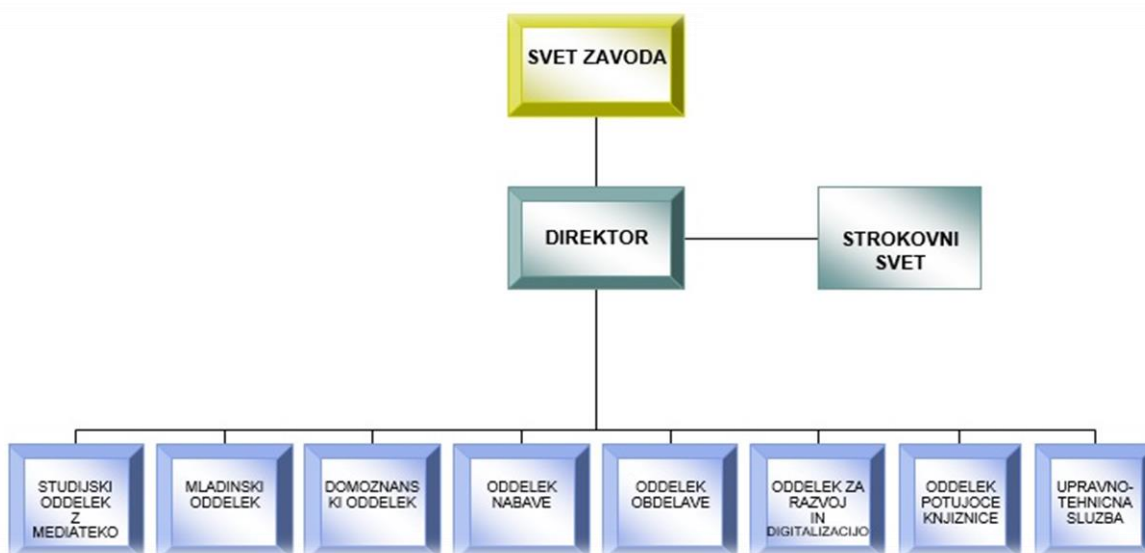 SVET ZAVODA
DIREKTOR
STROKOVNI
SVET
STUDIJSKI
ODDELEK
Z
MEDIATEKO
MLADINSKI
ODDELEK
DOMOZNANS
KI ODDELEK
ODDELEK
NABAVE
ODDELEK
OBDELAVE
ODDELEK ZA
RAZVOJ
IN
DIGITALIZACIJO
ODDELEK
POTUJOCE
KNJIZNICE
UPRAVNO-
TEHNICNA
SLUZBA